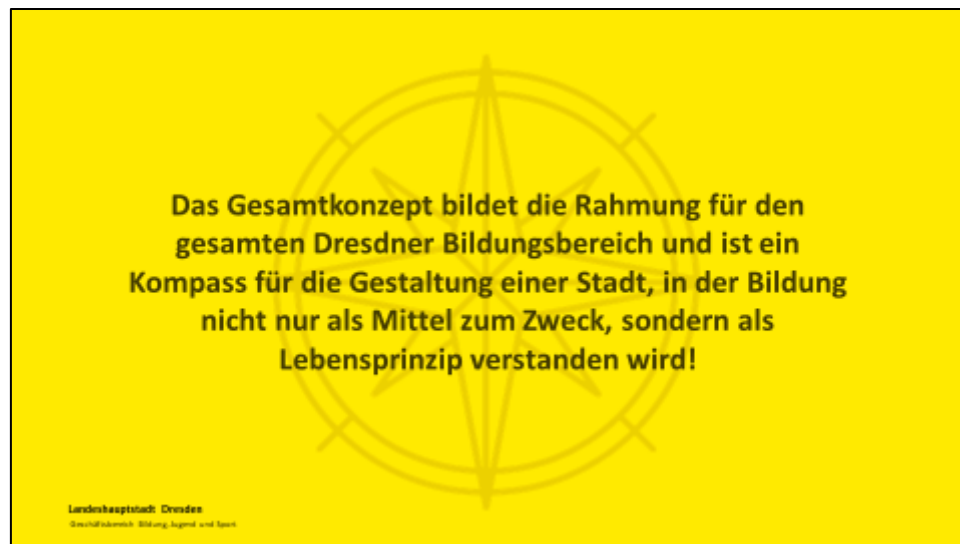 Das Gesamtkonzept bildet die Rahmung für den
gesamten Dresdner Bildungsbereich und ist ein
Kompass für die Gestaltung einer Stadt, in der Bildung
nicht nur als Mittel zum Zweck, sondern als
Lebensprinzip verstanden wird!
Landeshauptstadt Dresden
Geschäftsbereich Bildung, Jugend und Sport